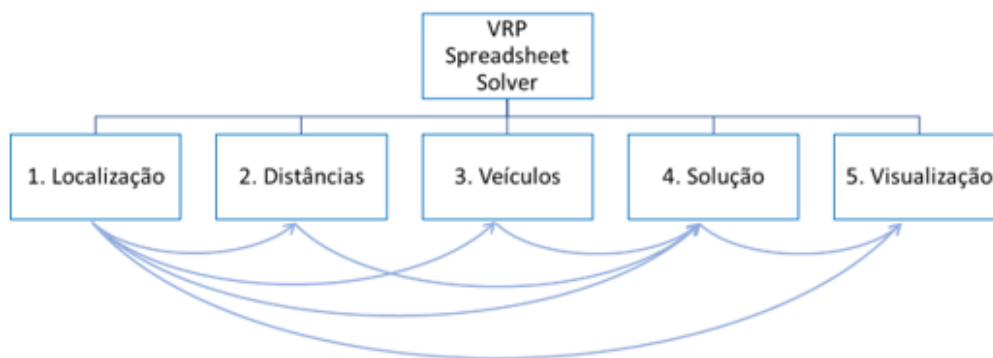 VRP
Spreadsheet
Solver
1. Localização
2. Distâncias
3. Veículos
4. Solução
5. Visualização